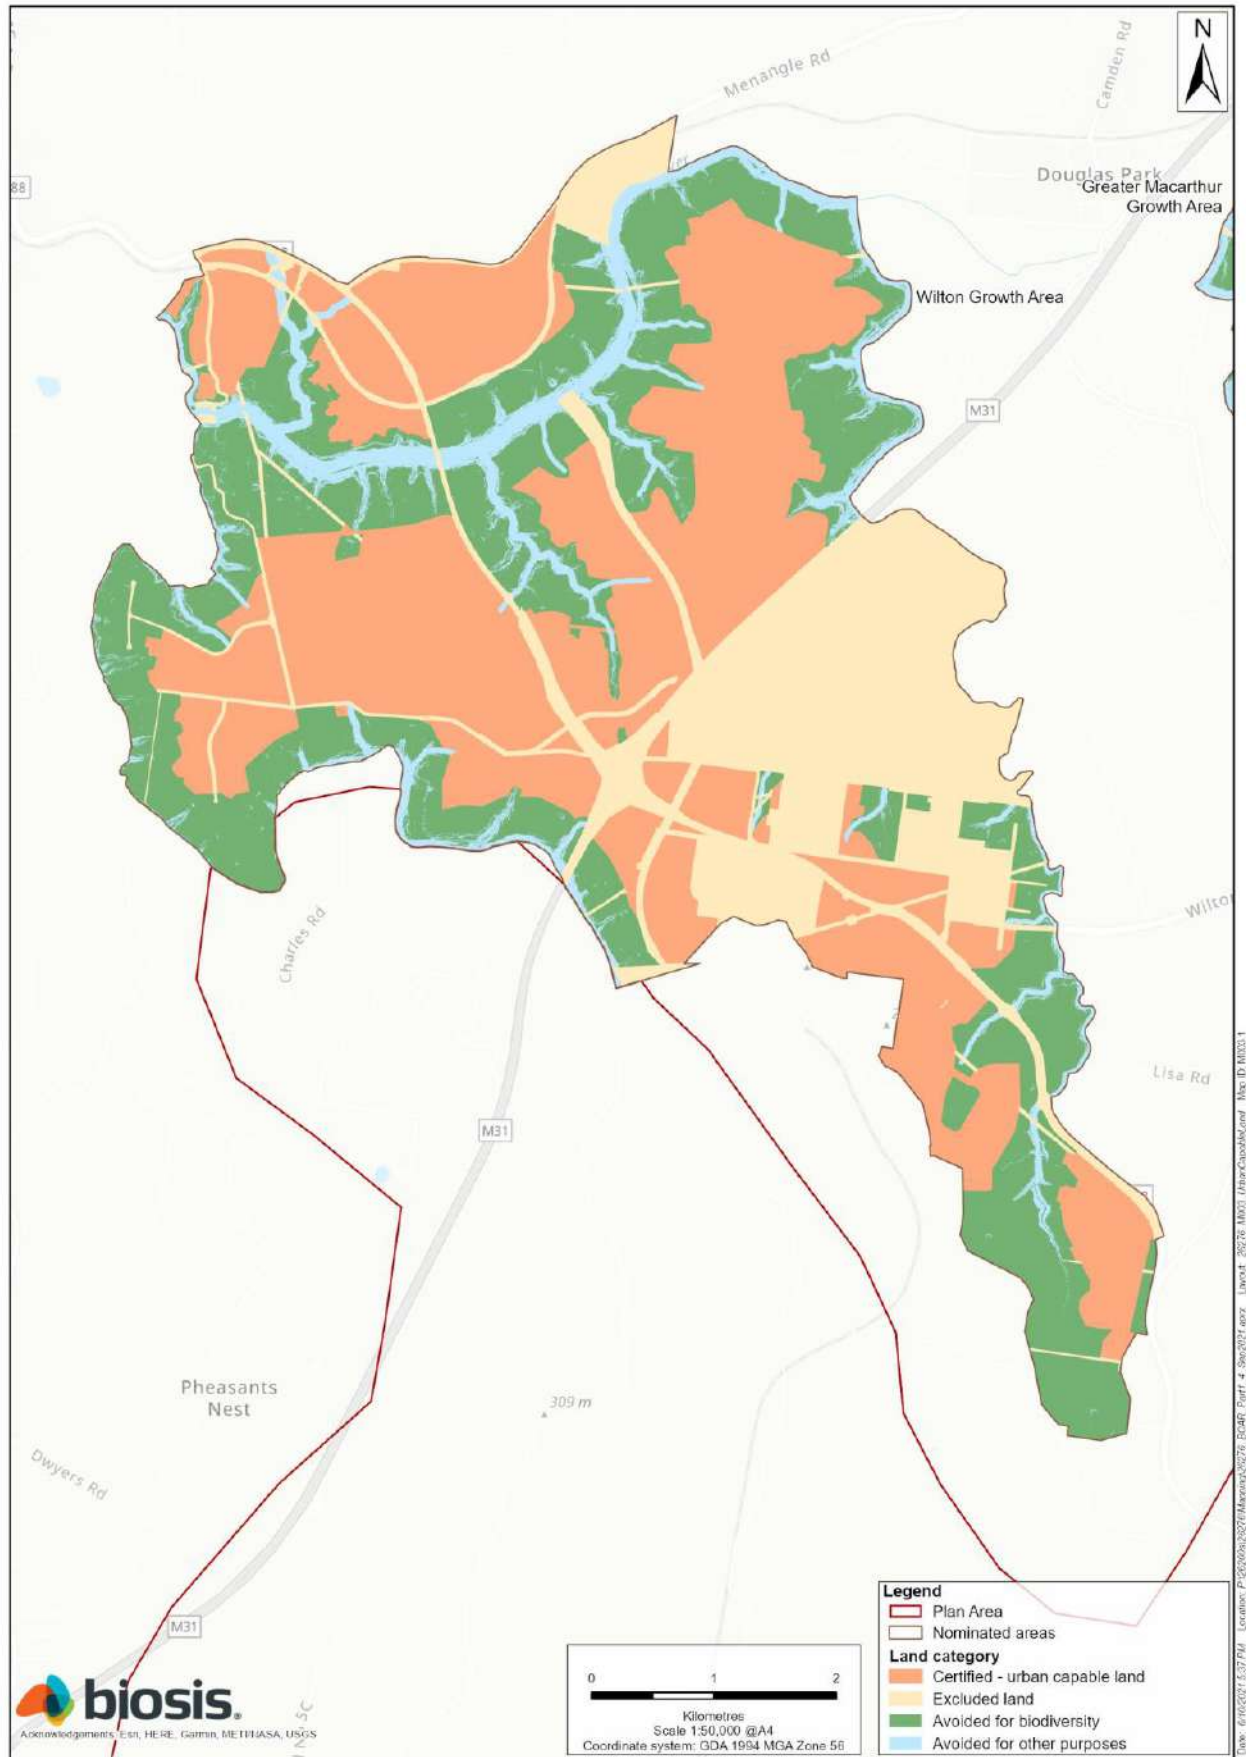 N
Menangle Rd
Camden Rd
Douglas Park
Greater Macarthur
Growth Area
88
Wilton Growth Area
M31
Wilton
Charles Rd
Lisa Rd
M31
Pheasants
Nest
309 m
Dwyers Rd
M31
Legend
Plan Area
Nominated areas
Land category
Certified - urban capable land
Excluded land
Avoided for biodiversity
Avoided for other purposes
0 1 2
Kilometres
Scale 1:50,000 @A4
Coordinate system: GDA 1994 MGA Zone 56
biosis.
Acknowledgements: Esri, HERE, Garmin, METI/NASA, USGS